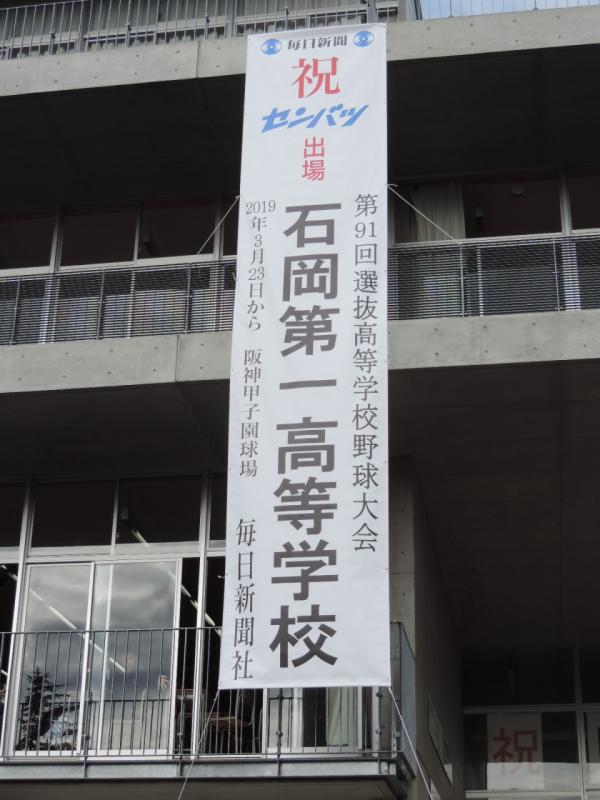 毎日新聞
祝
センバツ
出場
第91回選抜高等学校野球大会
石岡第一高等学校
2019年3月23日から 阪神甲子園球場
毎日新聞社
祝